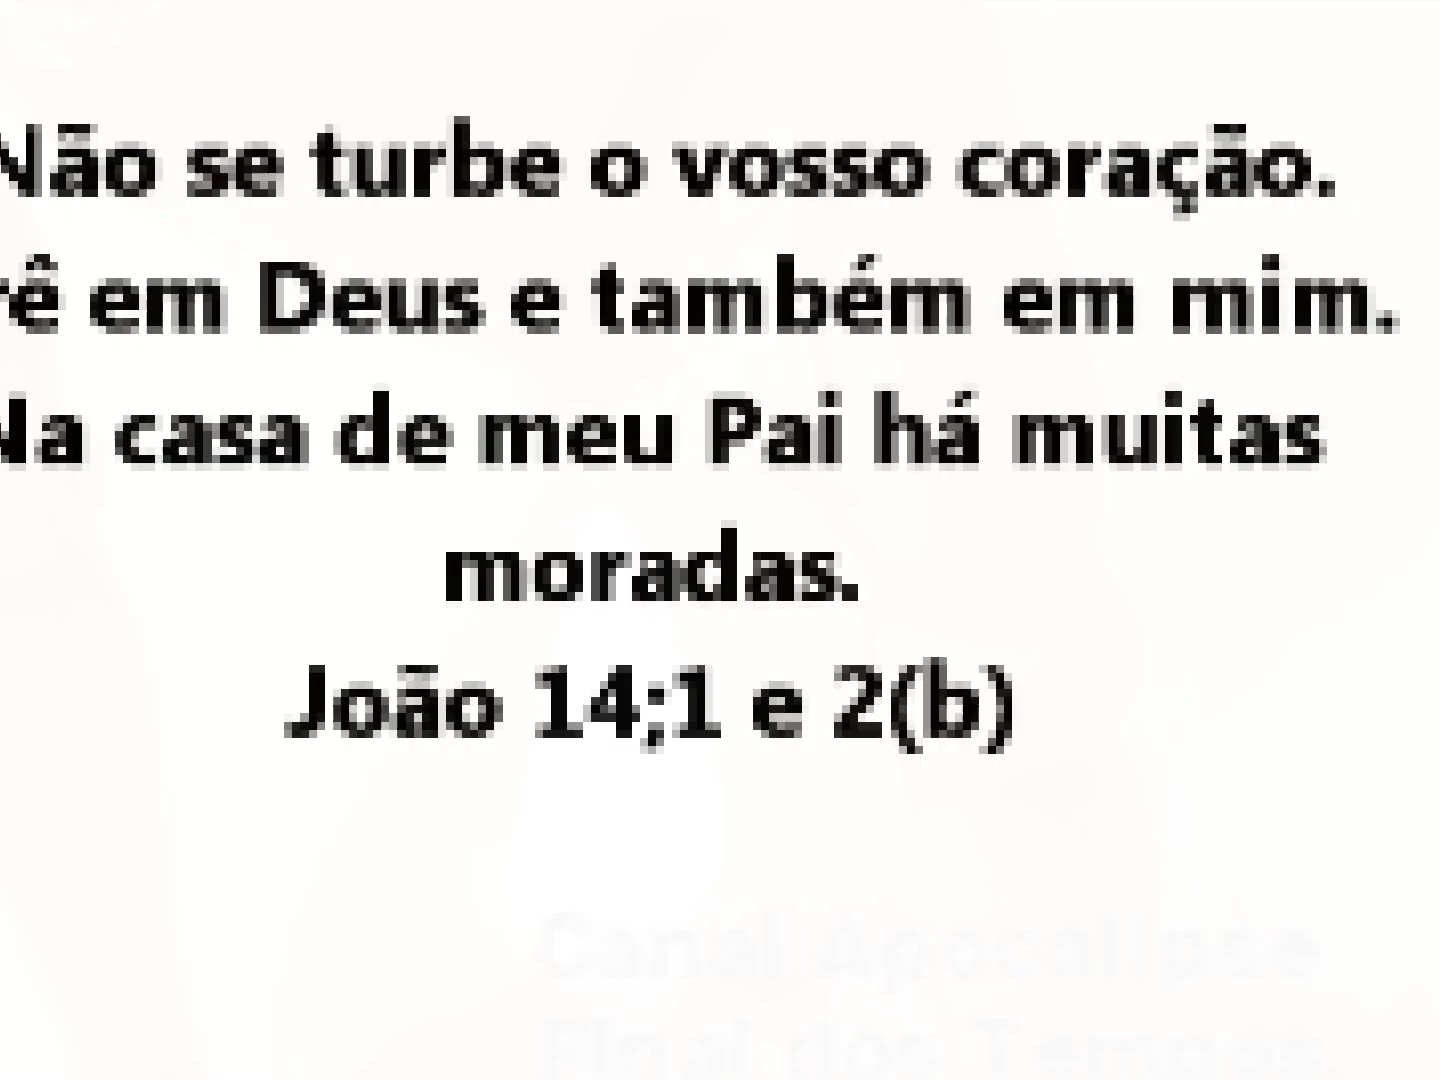 Não se turbe o vosso coração.
rê em Deus e também em mim.
Na casa de meu Pai há muitas
moradas.
João 14;1 e 2(b)
Canal Apocalipse
Final dos Tempos